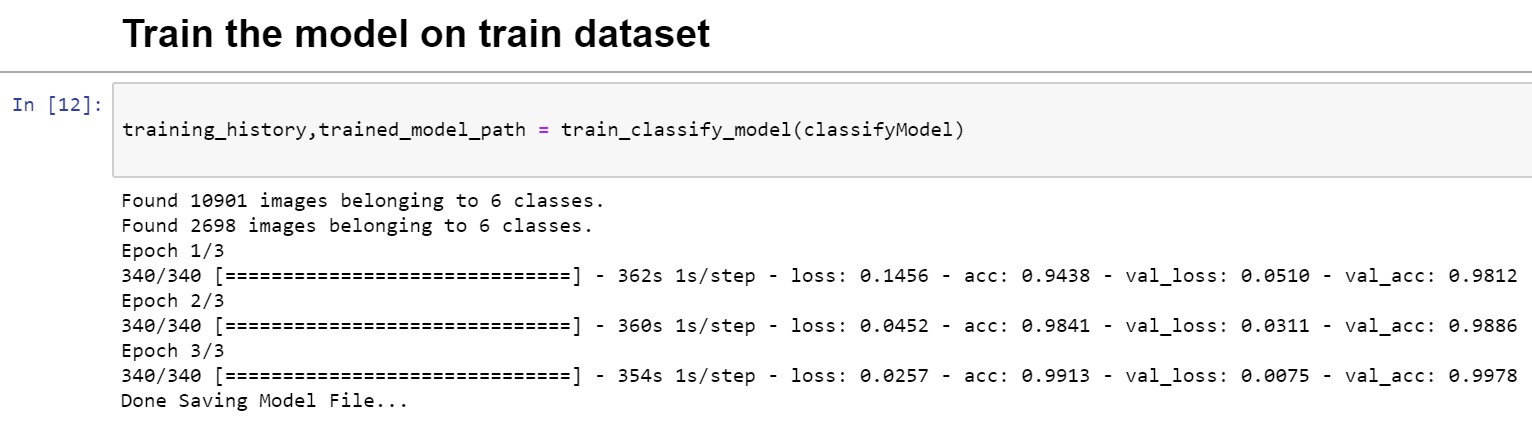 Train the model on train dataset
In [12]:
training_history,trained_model_path = train_classify_model(classifyModel)
Found 10901 images belonging to 6 classes.
Found 2698 images belonging to 6 classes.
Epoch 1/3
340/340 [==============================] - 362s 1s/step - loss: 0.1456 - acc: 0.9438 - val_loss: 0.0510 - val_acc: 0.9812
Epoch 2/3
340/340 [==============================] - 360s 1s/step - loss: 0.0452 - acc: 0.9841 - val_loss: 0.0311 - val_acc: 0.9886
Epoch 3/3
340/340 [==============================] - 354s 1s/step - loss: 0.0257 - acc: 0.9913 - val_loss: 0.0075 - val_acc: 0.9978
Done Saving Model File...